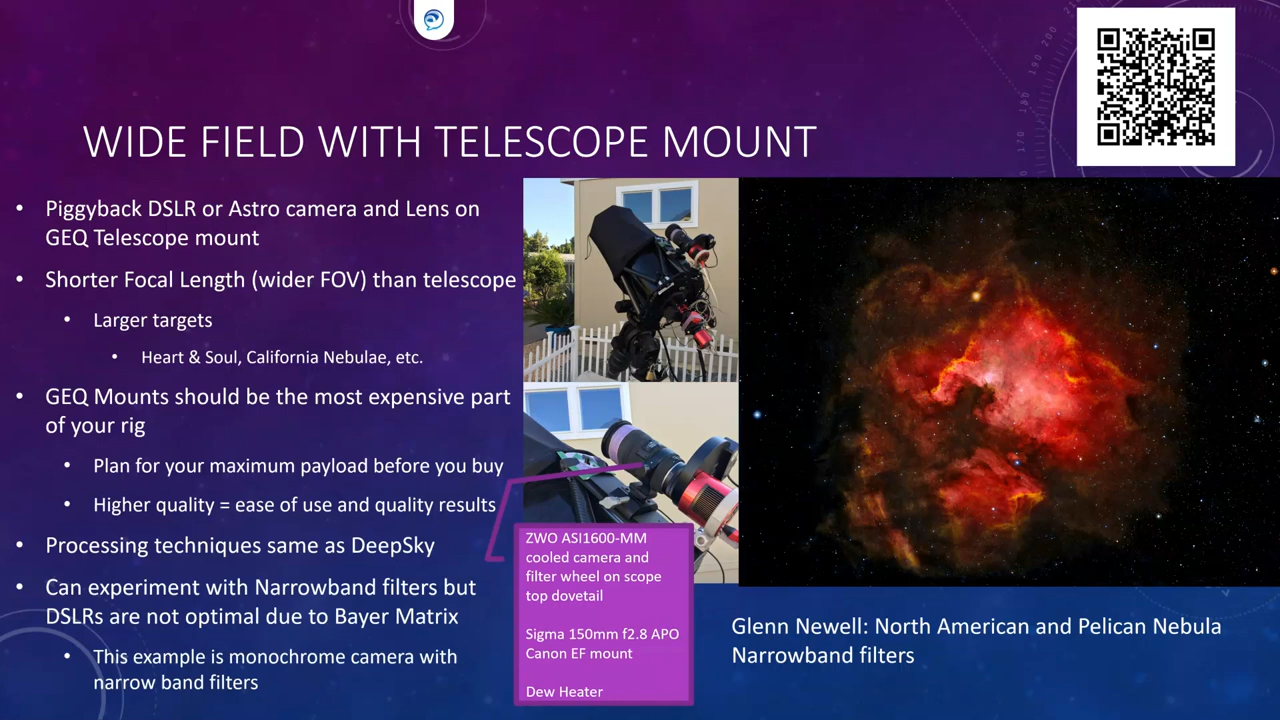 WIDE FIELD WITH TELESCOPE MOUNT
• Piggyback DSLR or Astro camera and Lens on
GEQ Telescope mount
• Shorter Focal Length (wider FOV) than telescope
• Larger targets
• Heart & Soul, California Nebulae, etc.
• GEQ Mounts should be the most expensive part
of your rig
• Plan for your maximum payload before you buy
• Higher quality = ease of use and quality results
• Processing techniques same as DeepSky
• Can experiment with Narrowband filters but
DSLRs are not optimal due to Bayer Matrix
• This example is monochrome camera with
narrow band filters
ZWO ASI1600-MM
cooled camera and
filter wheel on scope
top dovetail
Sigma 150mm f2.8 APO
Canon EF mount
Dew Heater
Glenn Newell: North American and Pelican Nebula
Narrowband filters
200
190
180
170